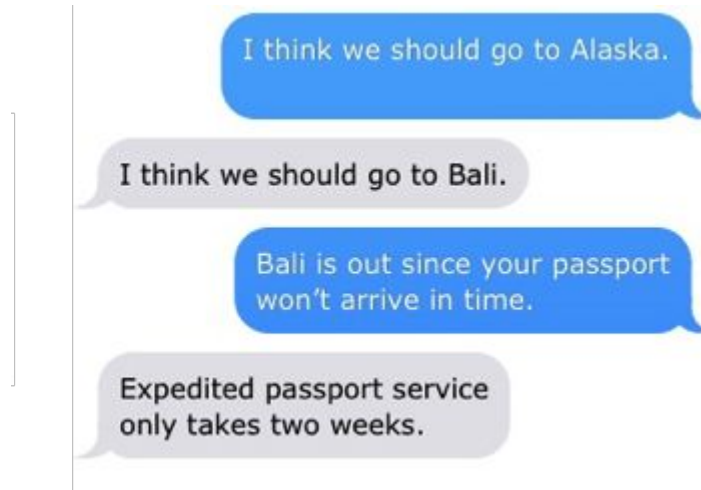 I think we should go to Alaska.
I think we should go to Bali.
Bali is out since your passport
won’t arrive in time.
Expedited passport service
only takes two weeks.